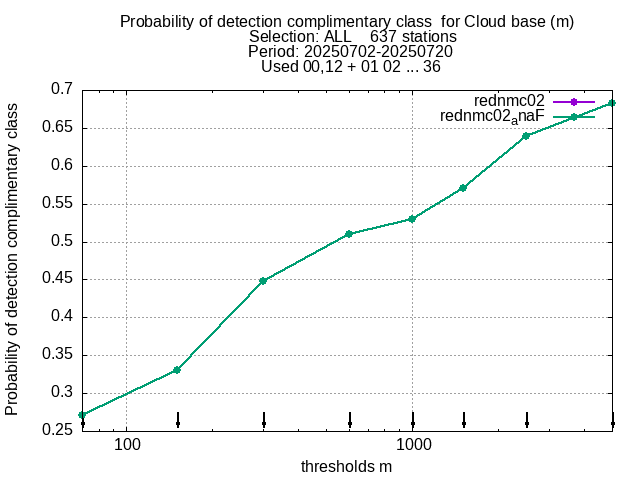 Probability of detection complimentary class  for Cloud base (m)
Selection: ALL    637 stations
Period: 20250702-20250720
Used 00,12 + 01 02 ... 36
rednmc02
rednmc02anaF
0.7
0.65
0.6
0.55
0.5
0.45
0.4
0.35
0.3
0.25
Probability of detection complimentary class
100
1000
thresholds m